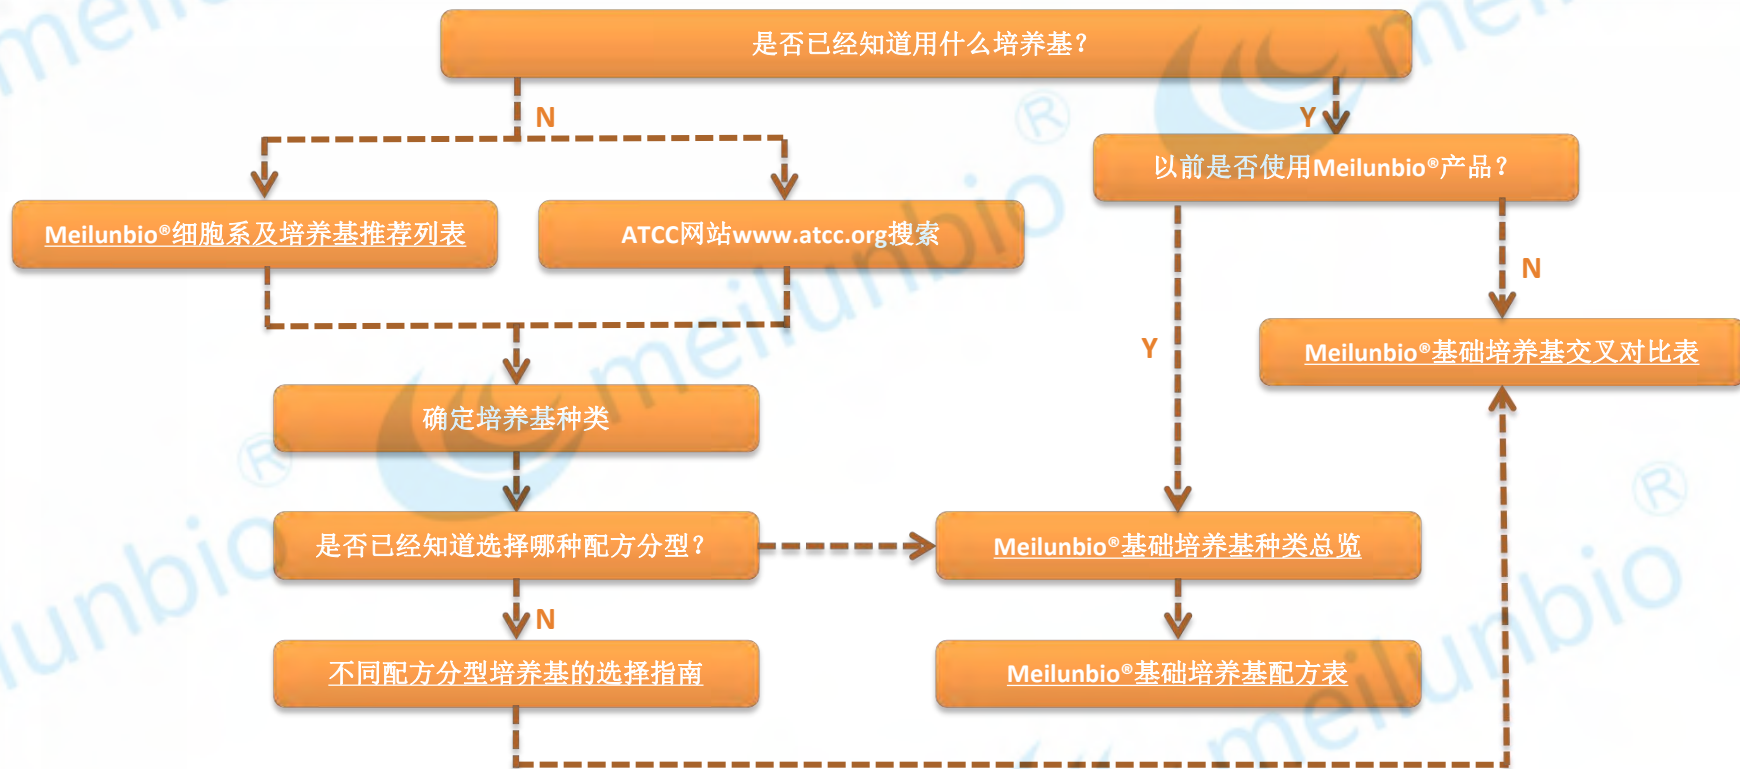 是否已经知道用什么培养基？
N
Y
以前是否使用Meilunbio®产品？
Meilunbio®细胞系及培养基推荐列表
ATCC网站www.atcc.org搜索
N
Y
Meilunbio®基础培养基交叉对比表
确定培养基种类
是否已经知道选择哪种配方分型？
Meilunbio®基础培养基种类总览
N
不同配方分型培养基的选择指南
Meilunbio®基础培养基配方表
meilunbio®
meilunbio®
meilunbio®